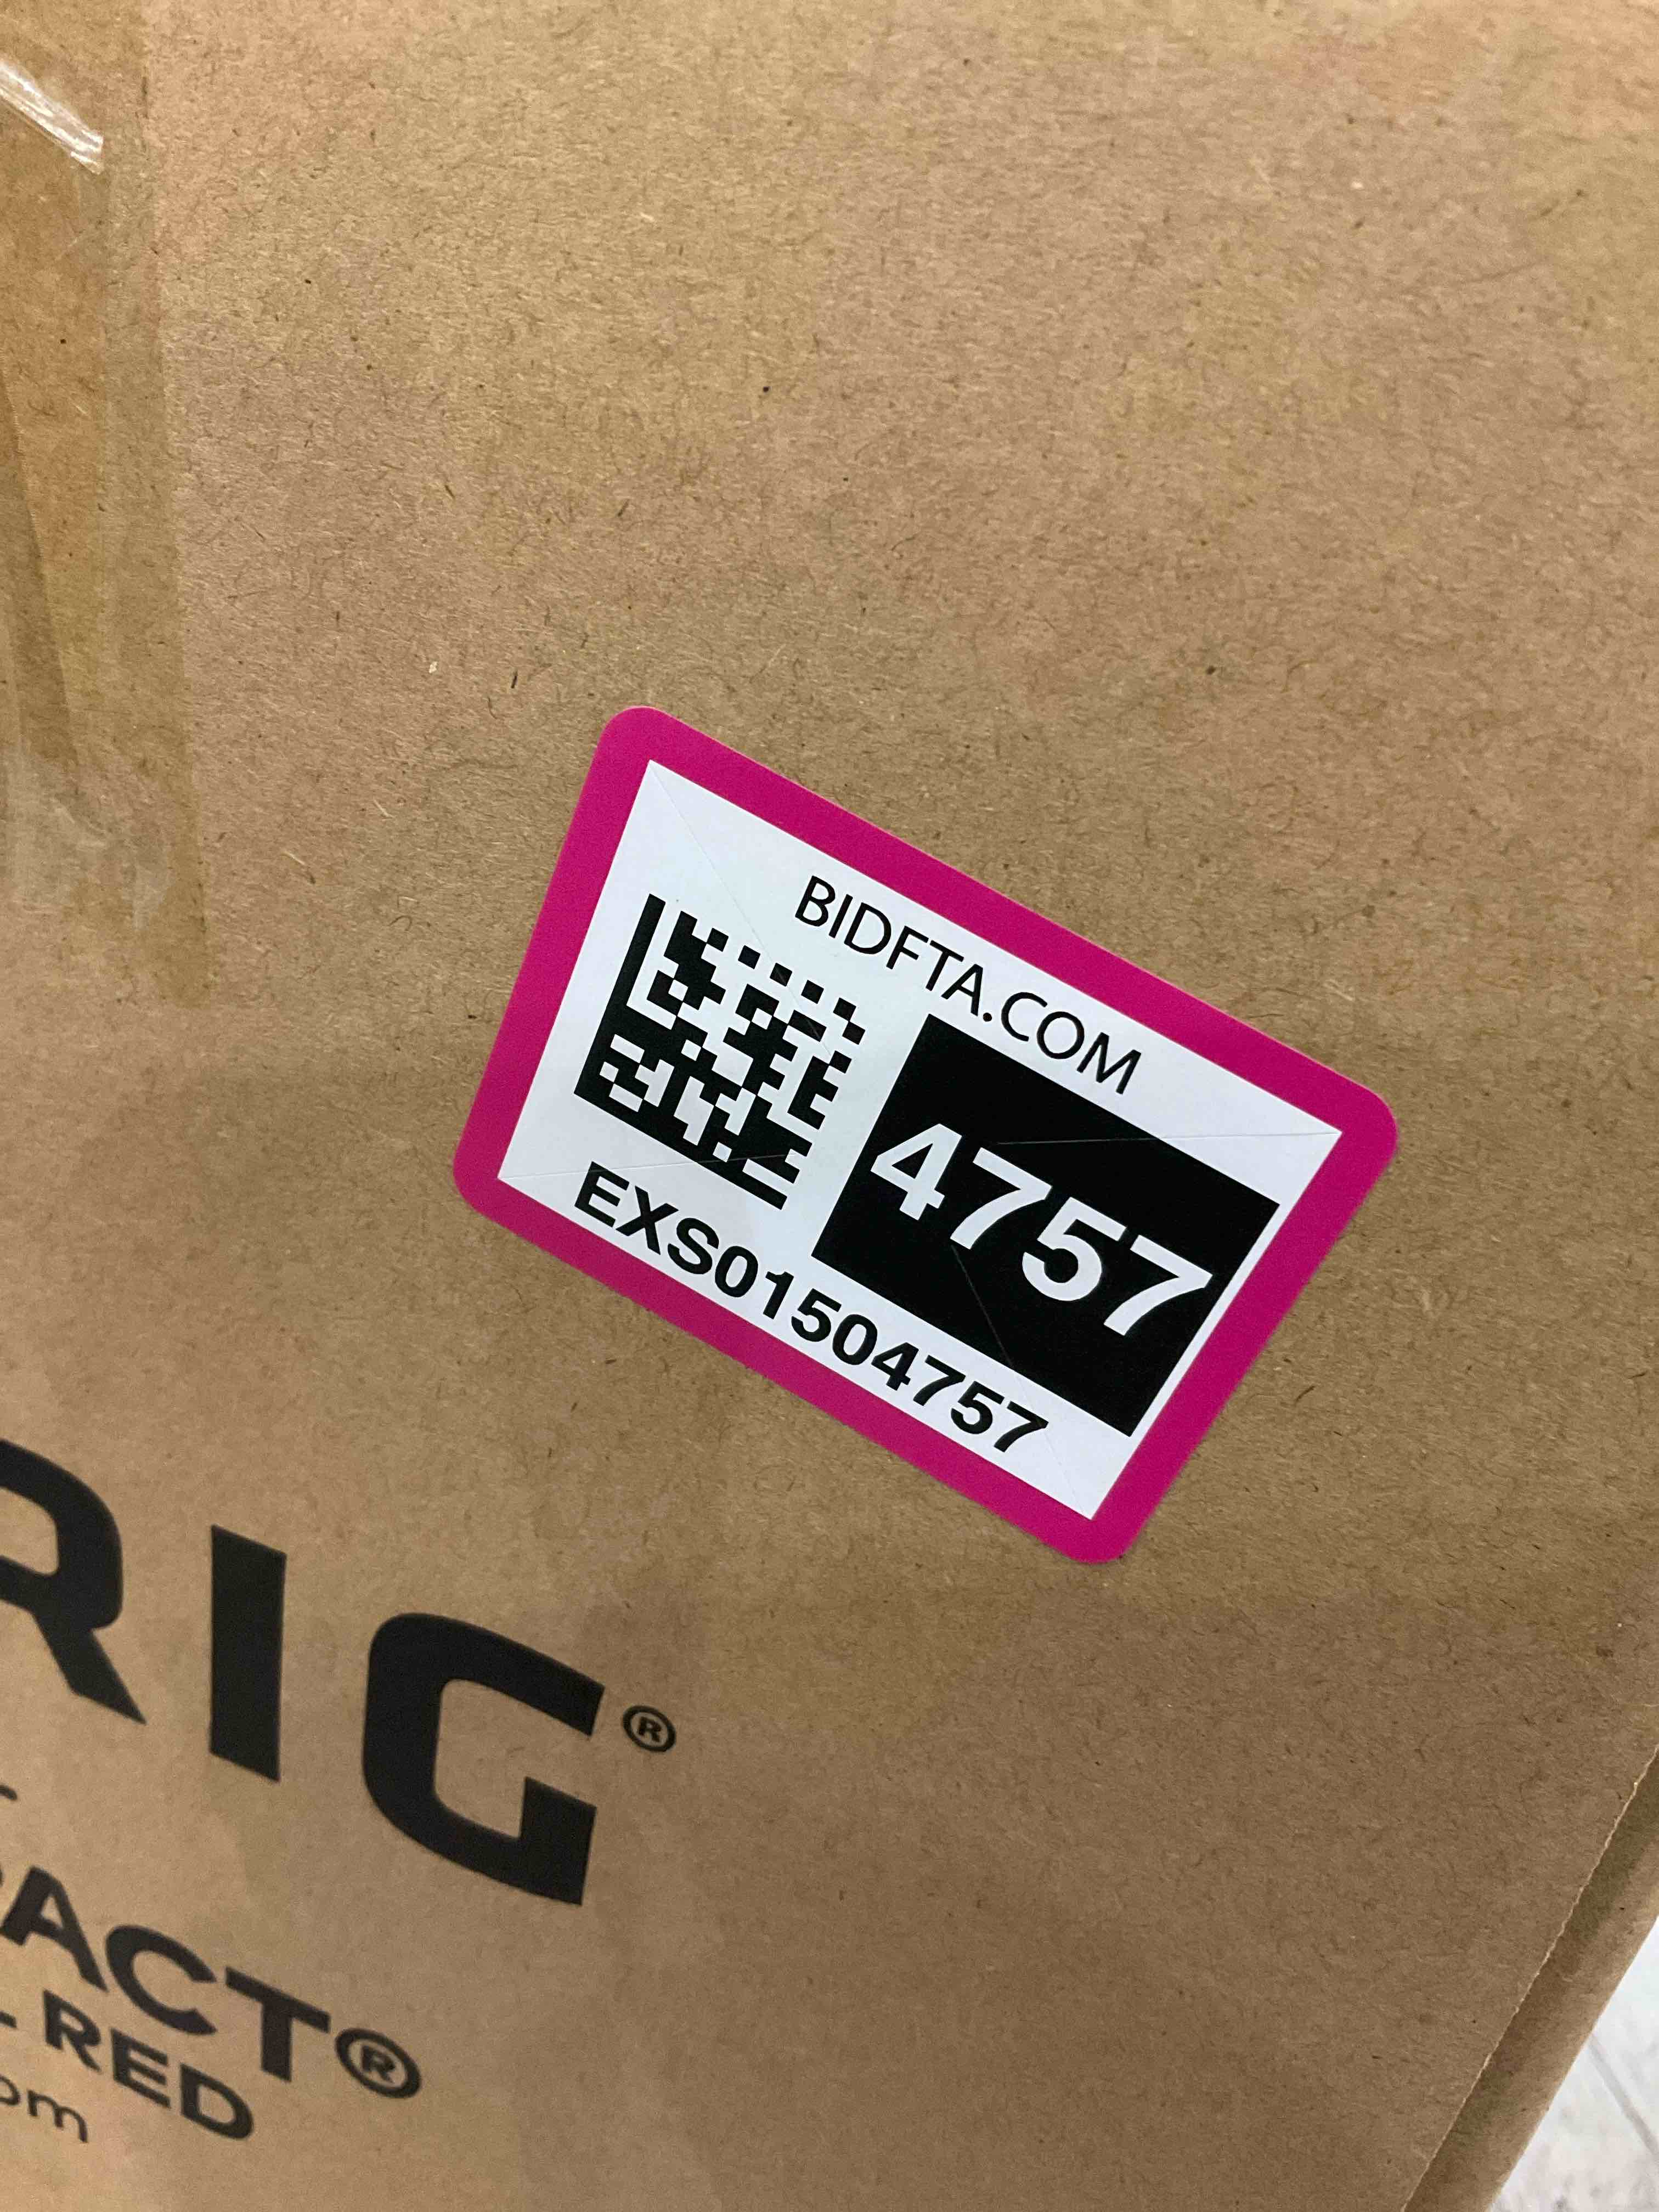 BIDFTA.COM
4757
EXS01504757
RIG®
ACT®
RED
om